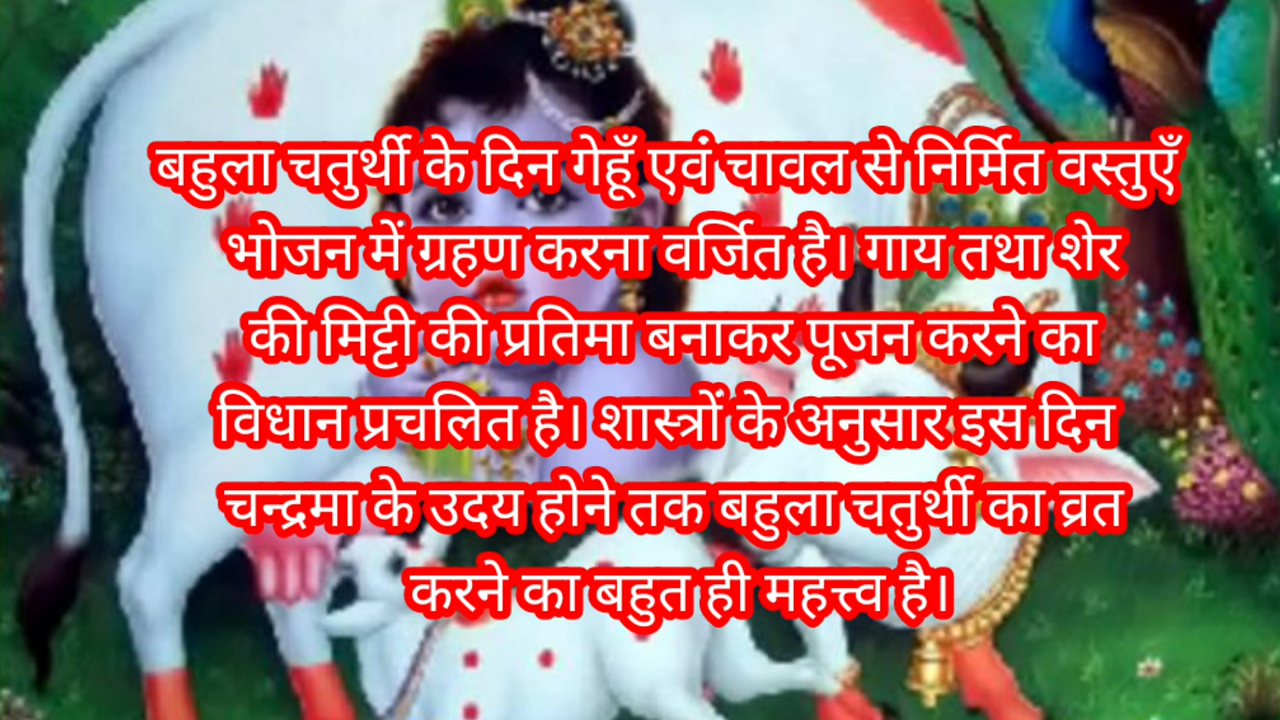 बहुला चतुर्थी के दिन गेहूँ एवं चावल से निर्मित वस्तुएँ
भोजन में ग्रहण करना वर्जित है। गाय तथा शेर
की मिट्टी की प्रतिमा बनाकर पूजन करने का
विधान प्रचलित है। शास्त्रों के अनुसार इस दिन
चन्द्रमा के उदय होने तक बहुला चतुर्थी का व्रत
करने का बहुत ही महत्त्व है।